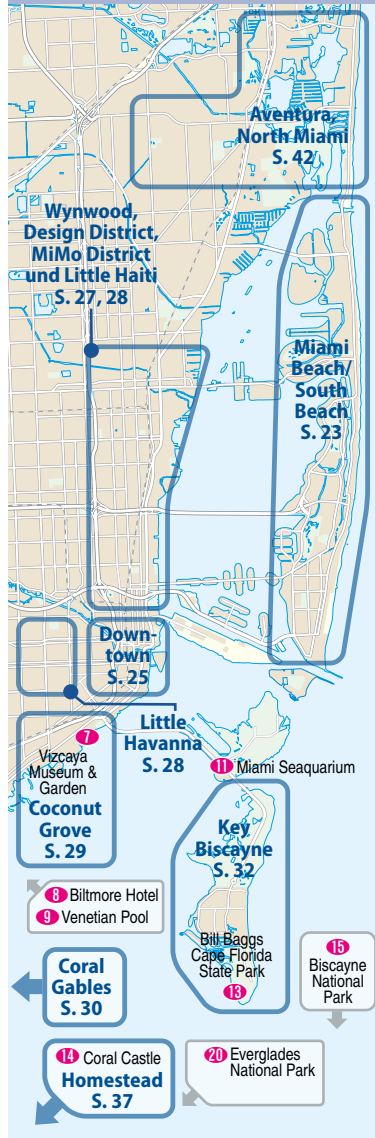 Aventura,
North Miami
S. 42
Wynwood,
Design District,
MiMo District
und Little Haiti
S. 27, 28
Miami
Beach/
South
Beach
S. 23
Down-
town
S. 25
Little
Havanna
S. 28
7
Vizcaya
Museum &
Garden
Coconut
Grove
S. 29
11 Miami Seaquarium
Key
Biscayne
S. 32
Bill Baggs
Cape Florida
State Park
13
8 Biltmore Hotel
9 Venetian Pool
15
Biscayne
National
Park
Coral
Gables
S. 30
14 Coral Castle
Homestead
S. 37
20 Everglades
National Park